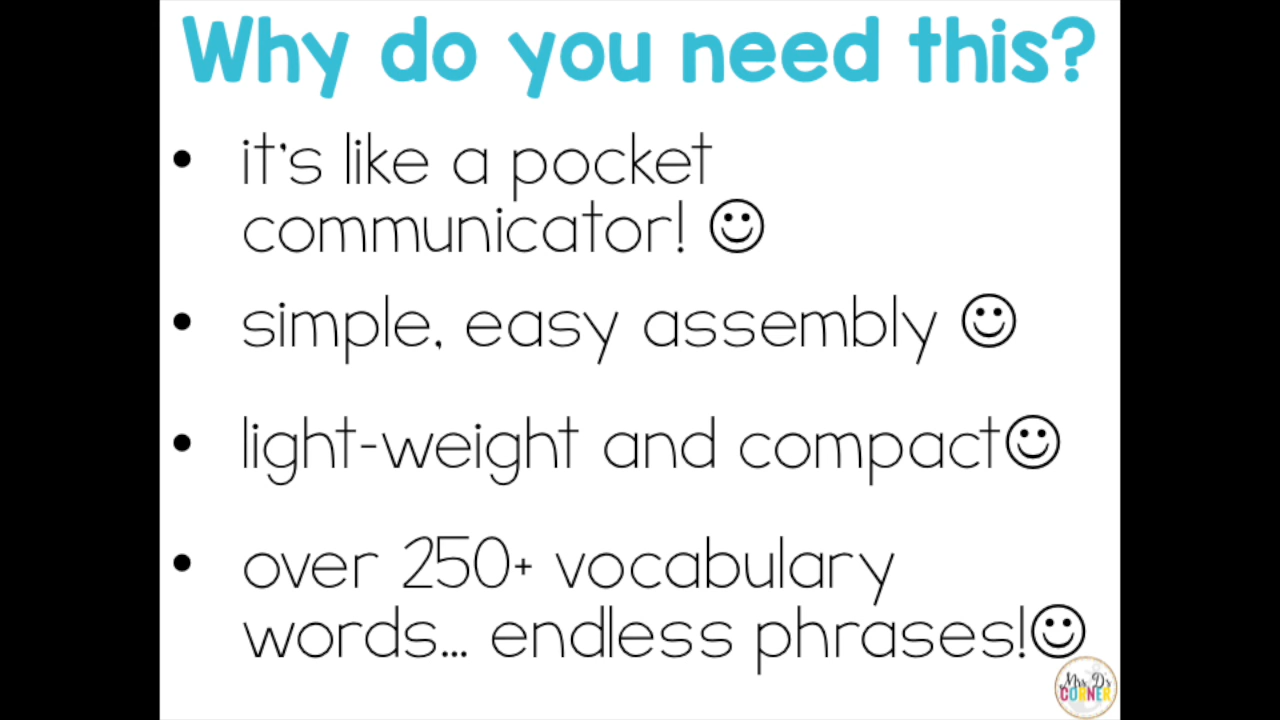 Why do you need this?
• it's like a pocket
communicator! ☺
• simple, easy assembly ☺
• light-weight and compact☺
• over 250+ vocabulary
words... endless phrases!☺
Mrs. D's
CORNER